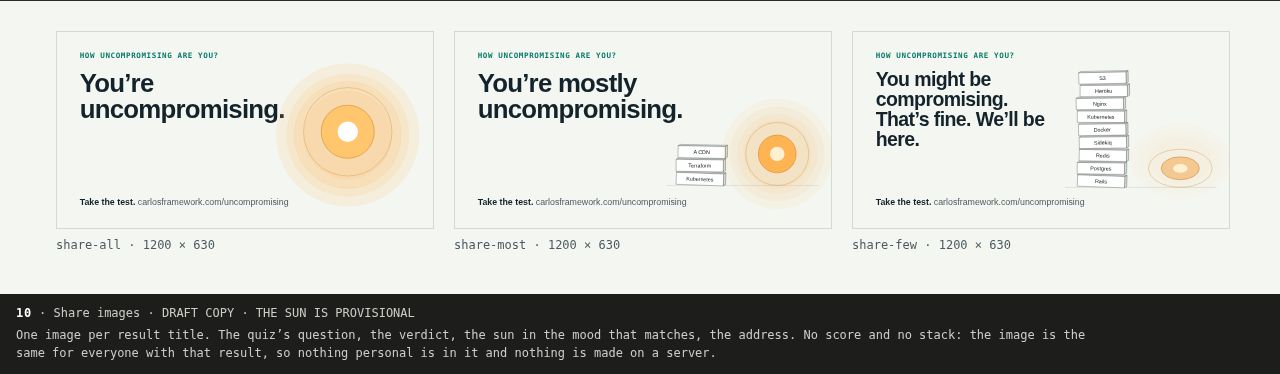 HOW UNCOMPROMISING ARE YOU?
You’re
uncompromising.
Take the test. carlosframework.com/uncompromising
share-all · 1200 × 630
HOW UNCOMPROMISING ARE YOU?
You’re mostly
uncompromising.
A CDN
Terraform
Kubernetes
Take the test. carlosframework.com/uncompromising
share-most · 1200 × 630
HOW UNCOMPROMISING ARE YOU?
You might be
compromising.
That’s fine. We’ll be
here.
S3
Heroku
Nginx
Kubernetes
Docker
Sidekiq
Redis
Postgres
Rails
Take the test. carlosframework.com/uncompromising
share-few · 1200 × 630
10 · Share images · DRAFT COPY · THE SUN IS PROVISIONAL
One image per result title. The quiz’s question, the verdict, the sun in the mood that matches, the address. No score and no stack: the image is the
same for everyone with that result, so nothing personal is in it and nothing is made on a server.